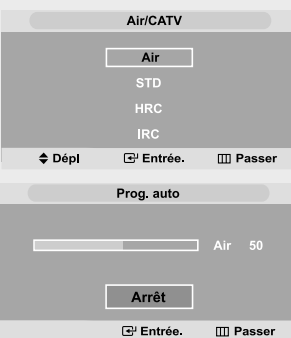 Air/CATV
Air
STD
HRC
IRC
Dépl Entrée. Passer
Prog. auto
Air 50
Arrêt
Entrée. Passer